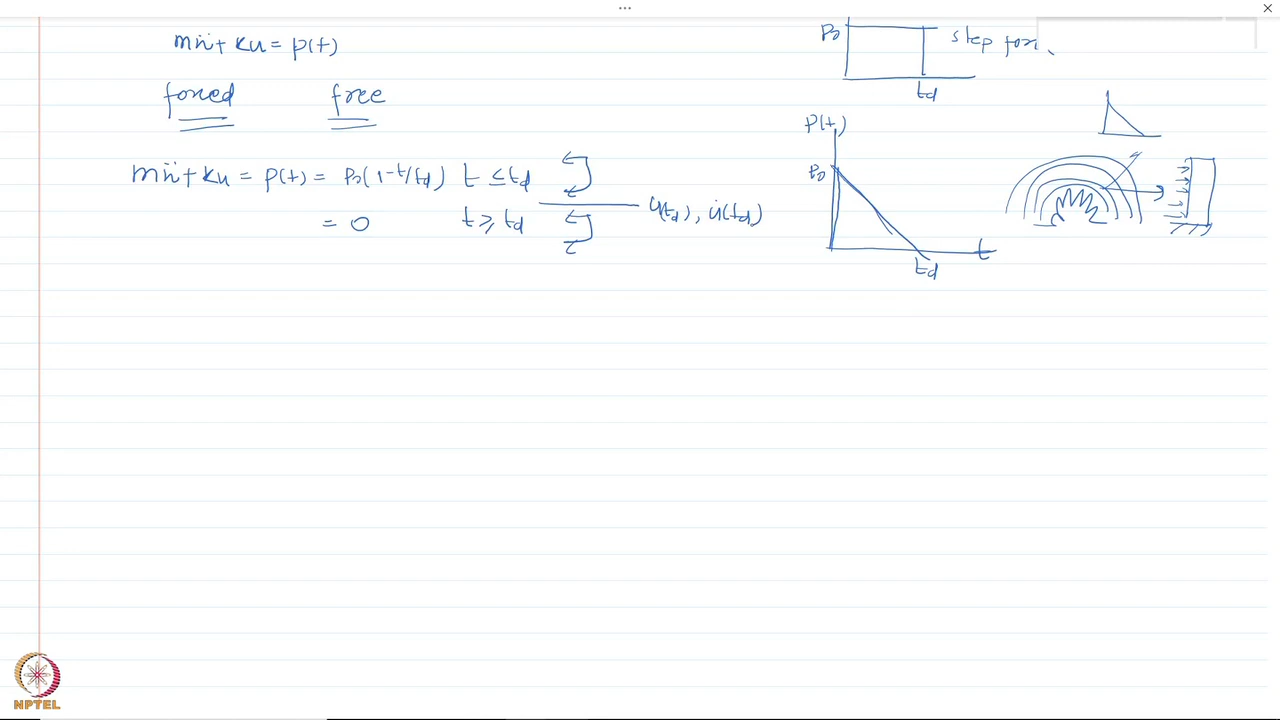 mü + ku = p(t)
forced free
mü + ku = p(t) = p₀(1-t/td) t ≤ td
= 0 t ≥ td
u(td), u̇(td)
p₀ step for
td
p(t)
p₀
t
td
NPTEL